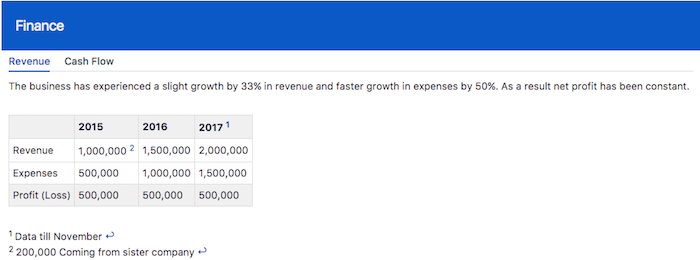 Finance
Revenue Cash Flow
The business has experienced a slight growth by 33% in revenue and faster growth in expenses by 50%. As a result net profit has been constant.
2015 2016 2017 1
Revenue 1,000,000 2 1,500,000 2,000,000
Expenses 500,000 1,000,000 1,500,000
Profit (Loss) 500,000 500,000 500,000
1 Data till November ↩
2 200,000 Coming from sister company ↩